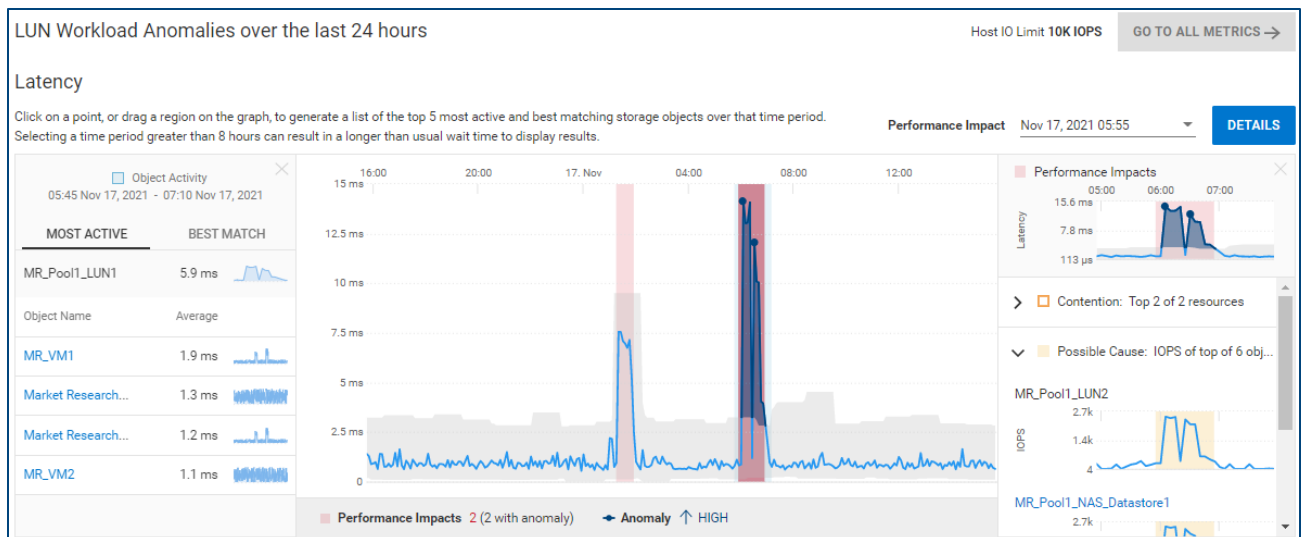 LUN Workload Anomalies over the last 24 hours
Host IO Limit 10K IOPS
GO TO ALL METRICS →
Latency
Click on a point, or drag a region on the graph, to generate a list of the top 5 most active and best matching storage objects over that time period.
Selecting a time period greater than 8 hours can result in a longer than usual wait time to display results.
Performance Impact Nov 17, 2021 05:55
DETAILS
Object Activity
05:45 Nov 17, 2021 - 07:10 Nov 17, 2021
MOST ACTIVE BEST MATCH
MR_Pool1_LUN1 5.9 ms
Object Name Average
MR_VM1 1.9 ms
Market Research... 1.3 ms
Market Research... 1.2 ms
MR_VM2 1.1 ms
16:00 20:00 17. Nov 04:00 08:00 12:00
15 ms
12.5 ms
10 ms
7.5 ms
5 ms
2.5 ms
0
Performance Impacts 2 (2 with anomaly) Anomaly ↑ HIGH
Performance Impacts
05:00 06:00 07:00
Latency
15.6 ms
7.8 ms
113 µs
Contention: Top 2 of 2 resources
Possible Cause: IOPS of top of 6 obj...
MR_Pool1_LUN2
IOPS
2.7k
1.4k
4
MR_Pool1_NAS_Datastore1
2.7k